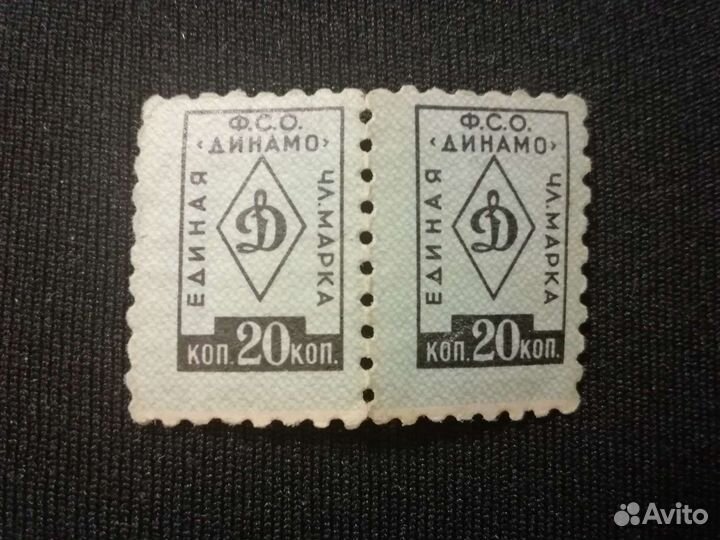 Ф.С.О.
‹ДИНАМО›
ЕДИНАЯ
ЧЛ.МАРКА
Д
КОП. 20 КОП.
Ф.С.О.
‹ДИНАМО›
ЕДИНАЯ
ЧЛ.МАРКА
Д
КОП. 20 КОП.
Avito